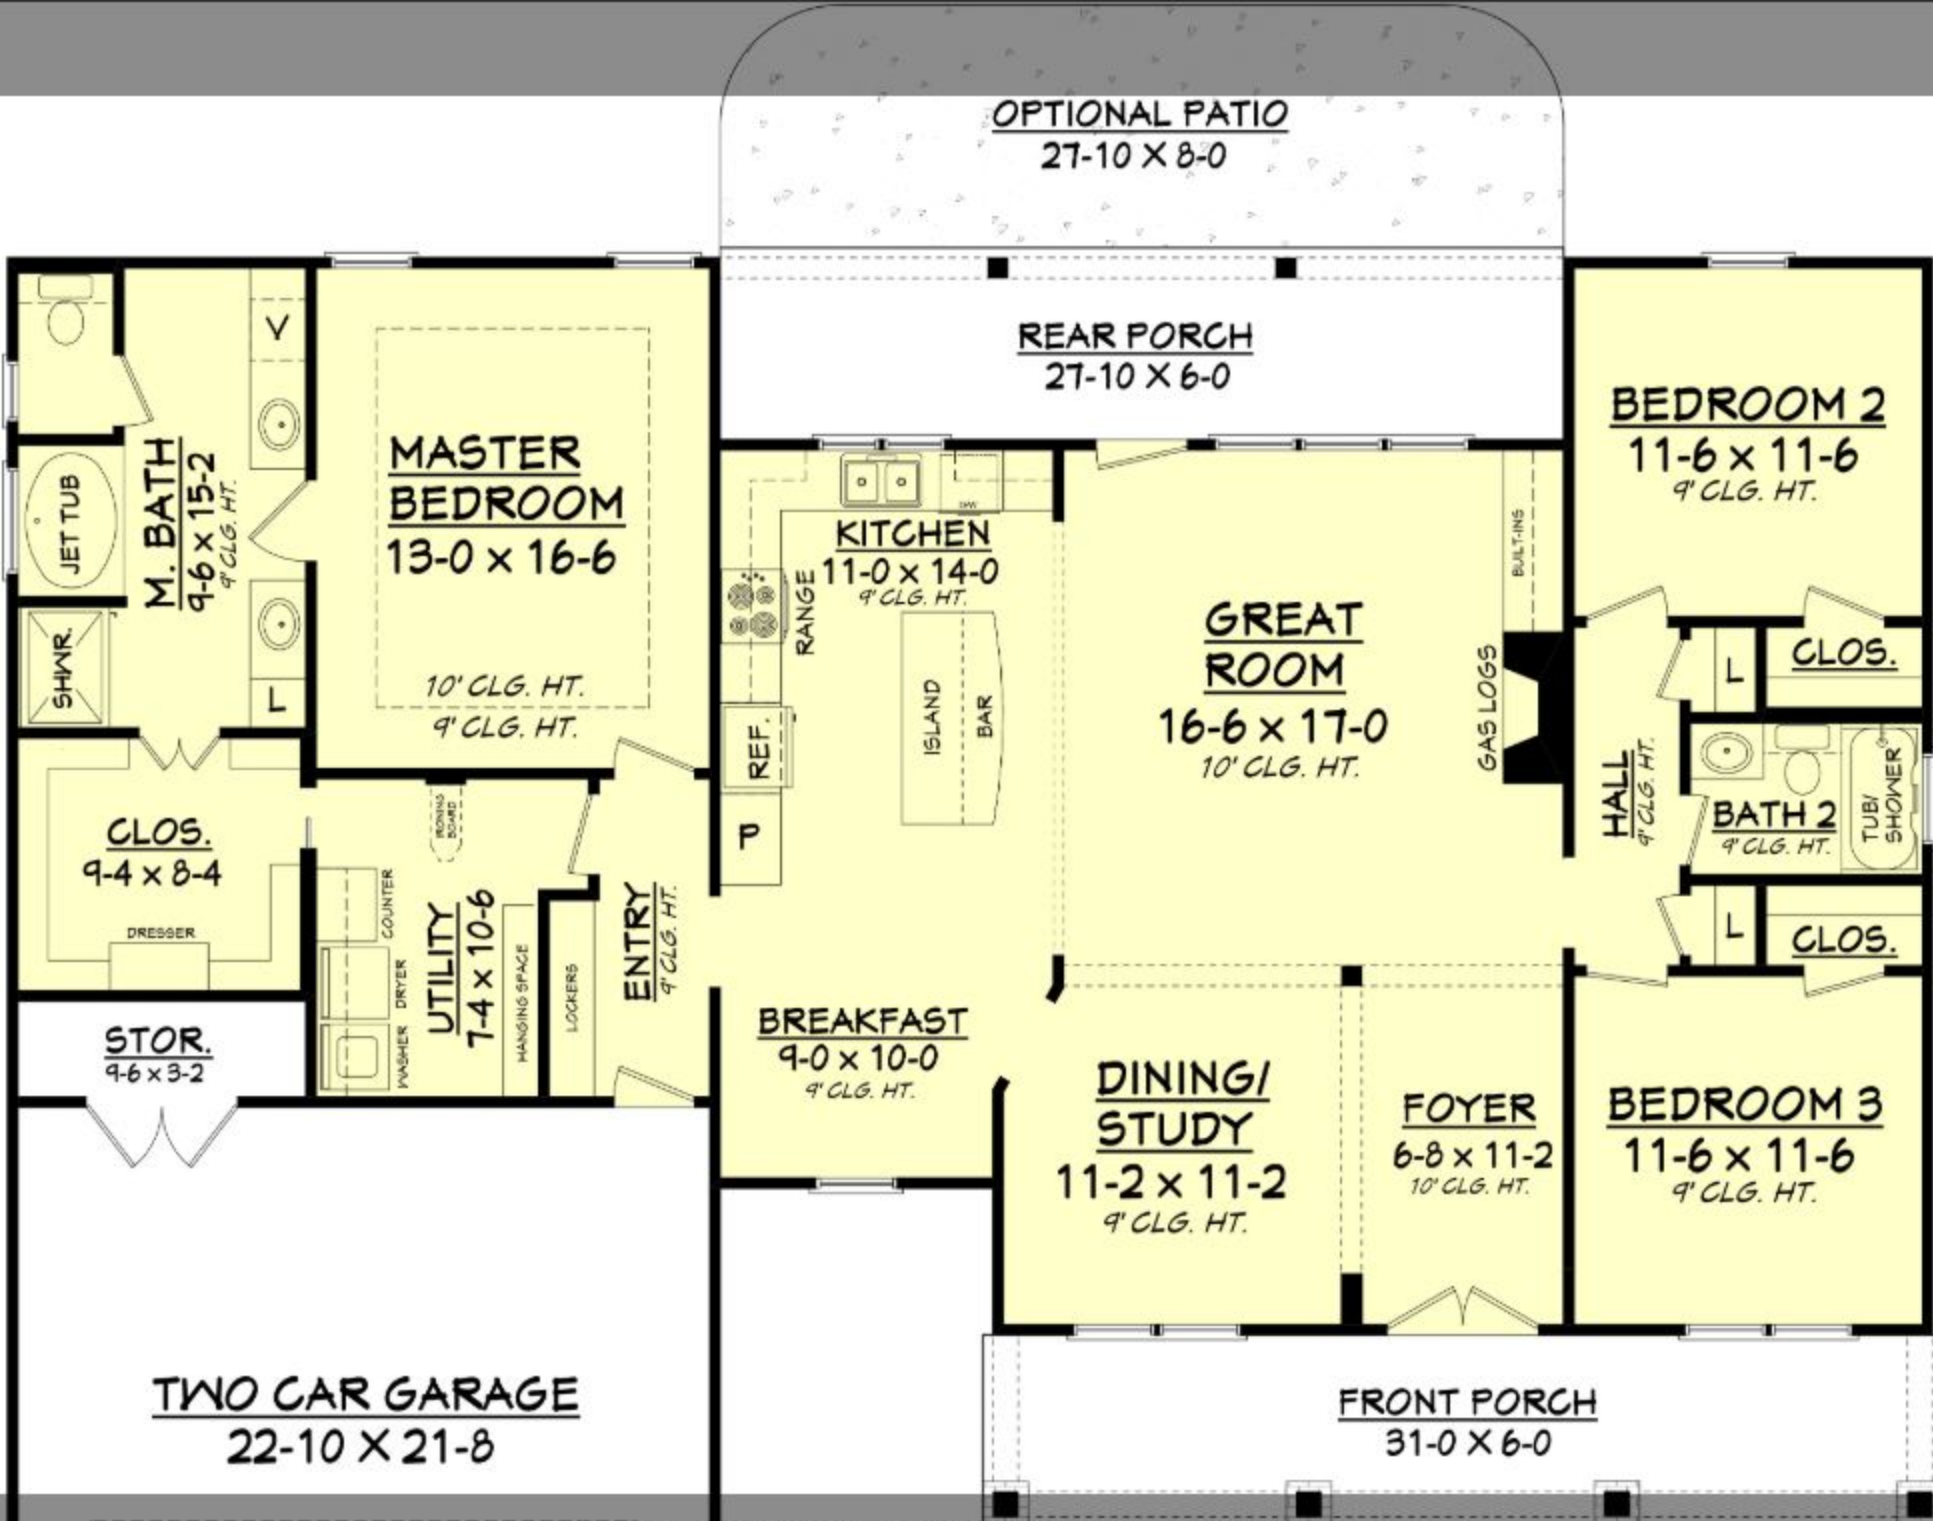 OPTIONAL PATIO
27-10 X 8-0
REAR PORCH
27-10 X 6-0
V
M. BATH
9-6 x 15-2
9' CLG. HT.
JET TUB
SHWR.
L
MASTER
BEDROOM
13-0 x 16-6
10' CLG. HT.
9' CLG. HT.
KITCHEN
11-0 x 14-0
9' CLG. HT.
DW
RANGE
REF.
P
ISLAND
BAR
GREAT
ROOM
16-6 x 17-0
10' CLG. HT.
BUILT-INS
GAS LOGS
BEDROOM 2
11-6 x 11-6
9' CLG. HT.
L
CLOS.
HALL
9' CLG. HT.
BATH 2
9' CLG. HT.
TUB/
SHOWER
L
CLOS.
CLOS.
9-4 x 8-4
DRESSER
IRONING
BOARD
COUNTER
DRYER
WASHER
UTILITY
7-4 x 10-6
HANGING SPACE
LOCKERS
ENTRY
9' CLG. HT.
STOR.
9-6 x 3-2
BREAKFAST
9-0 x 10-0
9' CLG. HT.
DINING/
STUDY
11-2 x 11-2
9' CLG. HT.
FOYER
6-8 x 11-2
10' CLG. HT.
BEDROOM 3
11-6 x 11-6
9' CLG. HT.
TWO CAR GARAGE
22-10 X 21-8
FRONT PORCH
31-0 X 6-0